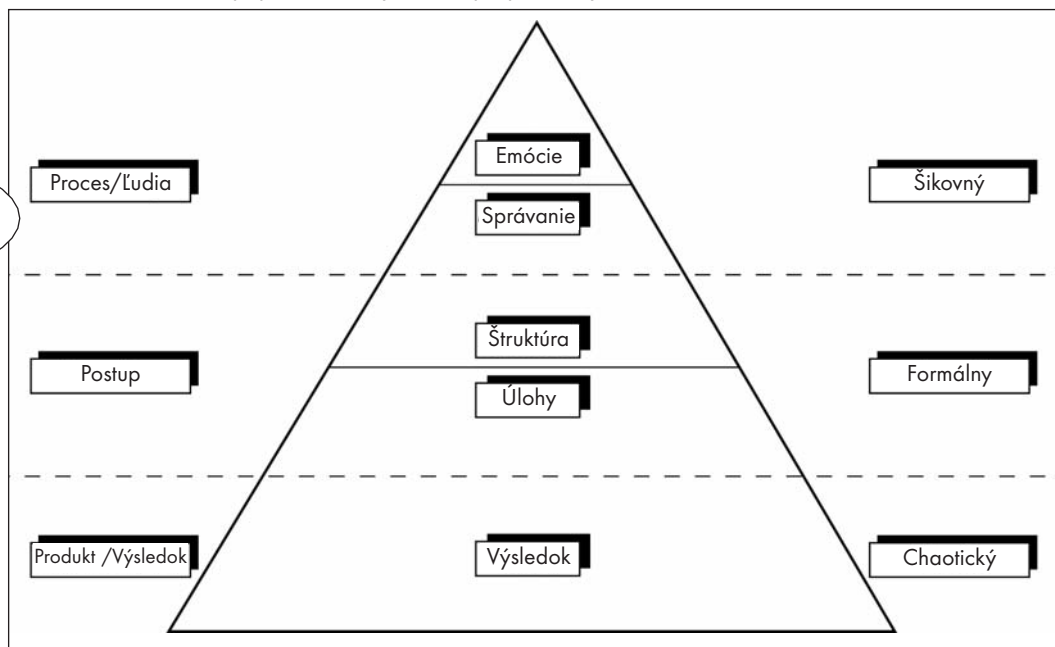 Emócie
Proces/Ľudia
Šikovný
Správanie
Štruktúra
Postup
Formálny
Úlohy
Produkt /Výsledok
Výsledok
Chaotický